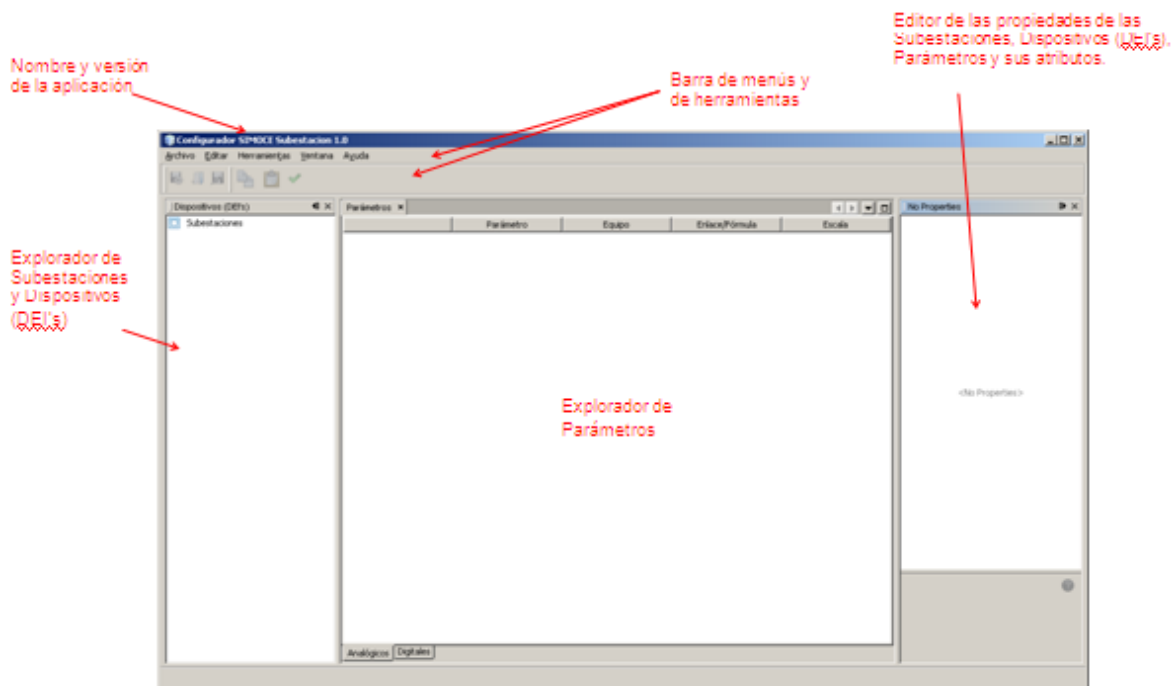 Editor de las propiedades de las
Subestaciones, Dispositivos (DEI's),
Parámetros y sus atributos.
Nombre y versión
de la aplicación
Barra de menús y
de herramientas
Configurador SIMOCE Subestacion 1.0
Archivo Editar Herramientas Ventana Ayuda
Dispositivos (DEI's)
Parámetros
No Properties
Subestaciones
Parámetro Equipo Enlace/Fórmula Escala
Explorador de
Subestaciones
y Dispositivos
(DEI's)
<No Properties>
Explorador de
Parámetros
Analógicos Digitales